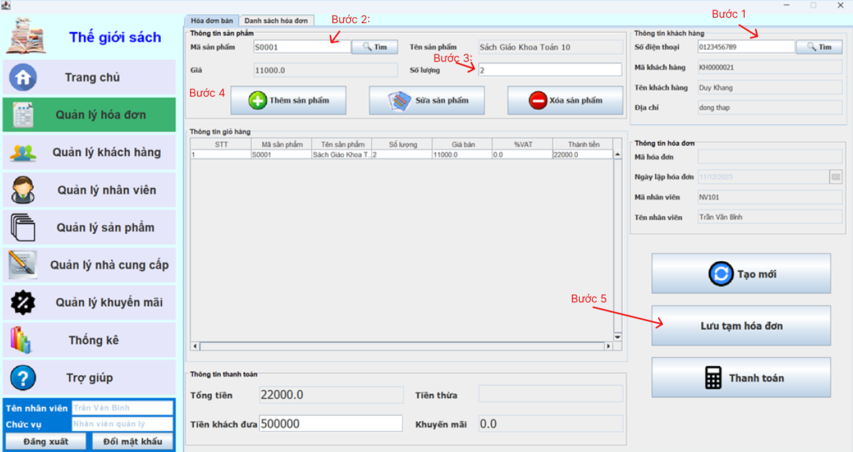 Thế giới sách
Trang chủ
Quản lý hóa đơn
Quản lý khách hàng
Quản lý nhân viên
Quản lý sản phẩm
Quản lý nhà cung cấp
Quản lý khuyến mãi
Thống kê
Trợ giúp
Tên nhân viên Trần Văn Bình
Chức vụ Nhân viên quản lý
Đăng xuất Đổi mật khẩu
Hóa đơn bán Danh sách hóa đơn
Bước 2:
Thông tin sản phẩm
Mã sản phẩm S0001 Tìm Tên sản phẩm Sách Giáo Khoa Toán 10
Bước 3:
Giá 11000.0 Số lượng 2
Bước 4
Thêm sản phẩm Sửa sản phẩm Xóa sản phẩm
Thông tin giỏ hàng
STT Mã sản phẩm Tên sản phẩm Số lượng Giá bán %VAT Thành tiền
1 S0001 Sách Giáo Khoa T... 2 11000.0 0.0 22000.0
Thông tin thanh toán
Tổng tiền 22000.0 Tiền thừa
Tiền khách đưa 500000 Khuyến mãi 0.0
Bước 1
Thông tin khách hàng
Số điện thoại 0123456789 Tìm
Mã khách hàng KH0000021
Tên khách hàng Duy Khang
Địa chỉ dong thap
Thông tin hóa đơn
Mã hóa đơn
Ngày lập hóa đơn 11/12/2023
Mã nhân viên NV101
Tên nhân viên Trần Văn Bình
Tạo mới
Bước 5
Lưu tạm hóa đơn
Thanh toán